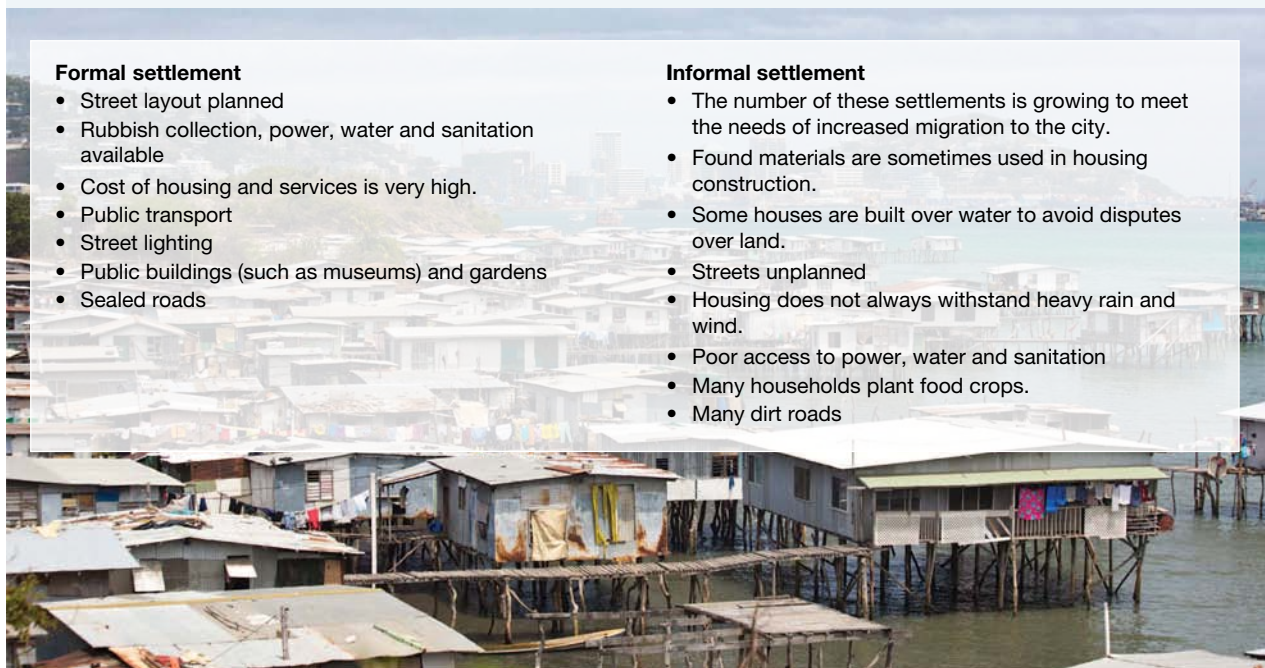 Formal settlement
• Street layout planned
• Rubbish collection, power, water and sanitation
available
• Cost of housing and services is very high.
• Public transport
• Street lighting
• Public buildings (such as museums) and gardens
• Sealed roads
Informal settlement
• The number of these settlements is growing to meet
the needs of increased migration to the city.
• Found materials are sometimes used in housing
construction.
• Some houses are built over water to avoid disputes
over land.
• Streets unplanned
• Housing does not always withstand heavy rain and
wind.
• Poor access to power, water and sanitation
• Many households plant food crops.
• Many dirt roads